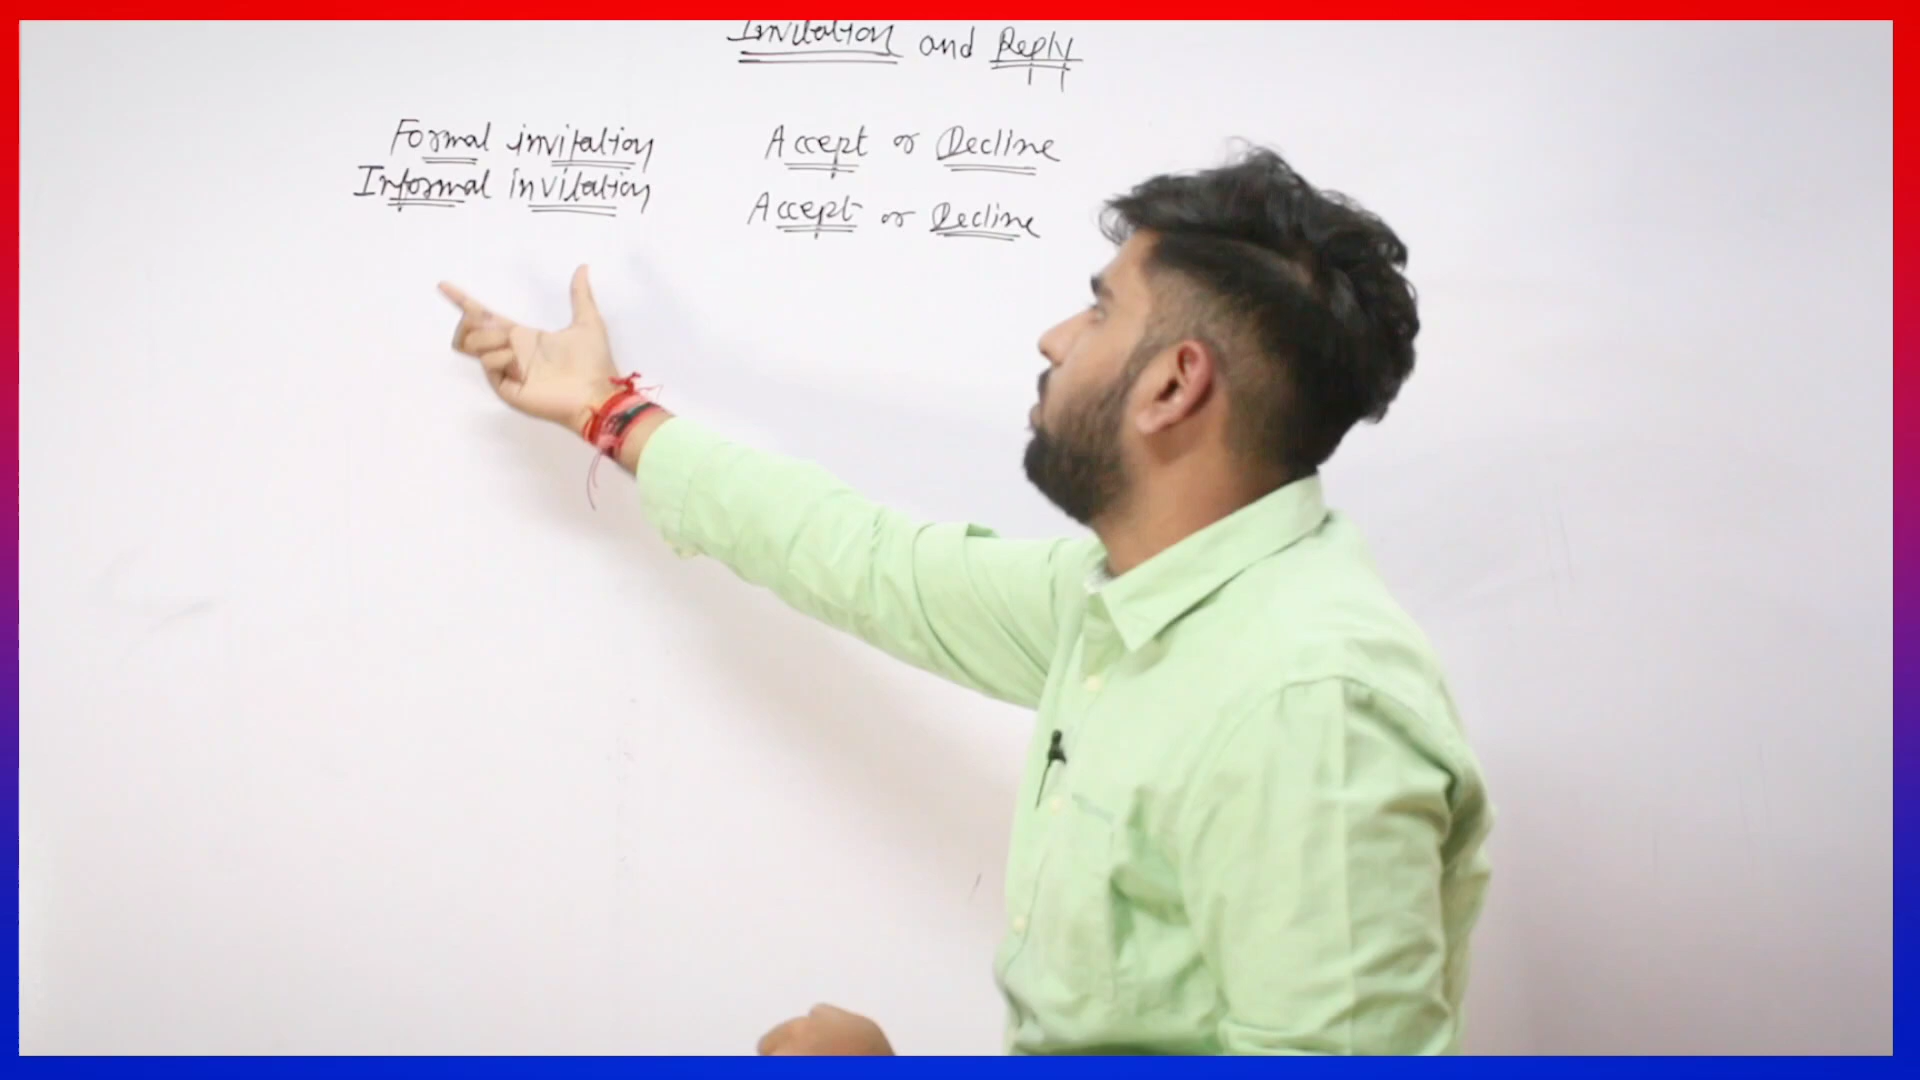 Invitation and Reply
Formal invitation Accept or Decline
Informal invitation Accept or Decline